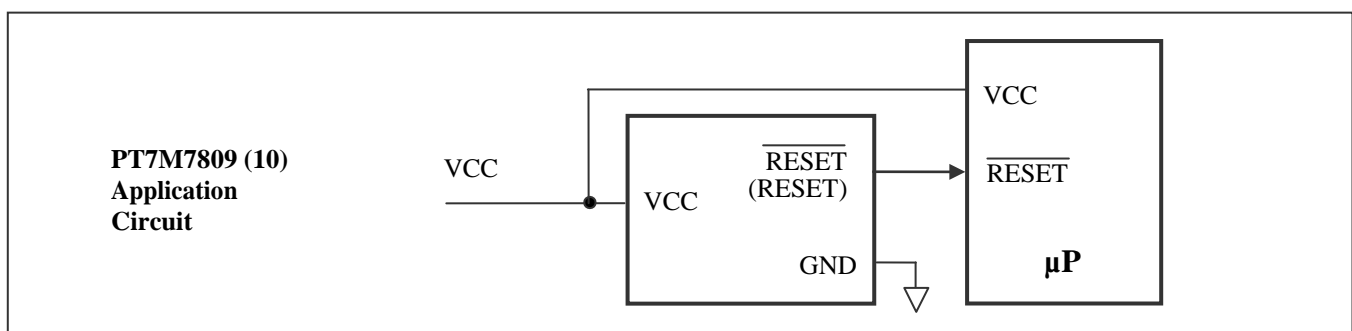 PT7M7809 (10)
Application
Circuit
VCC
VCC
RESET
(RESET)
GND
VCC
RESET
µP